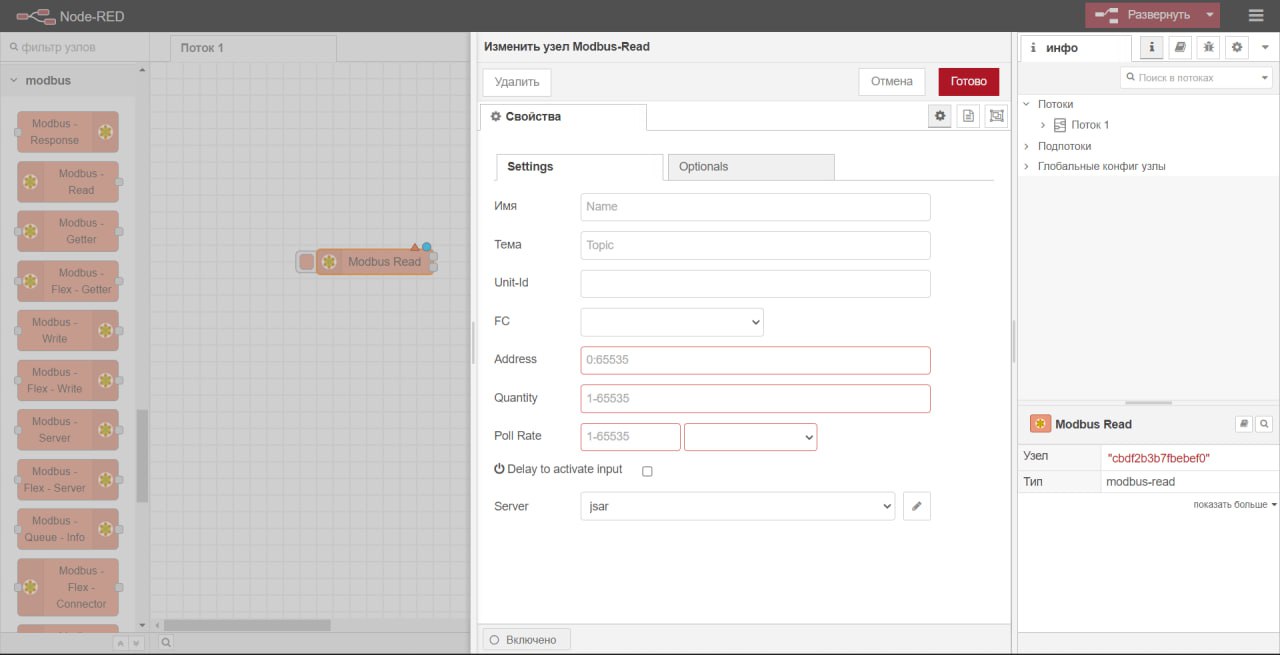 Node-RED
Развернуть
фильтр узлов
Поток 1
modbus
Modbus -
Response
Modbus -
Read
Modbus -
Getter
Modbus -
Flex - Getter
Modbus -
Write
Modbus -
Flex - Write
Modbus -
Server
Modbus -
Flex - Server
Modbus -
Queue - Info
Modbus -
Flex -
Connector
Modbus Read
Изменить узел Modbus-Read
Удалить
Отмена
Готово
Свойства
Settings
Optionals
Имя
Name
Тема
Topic
Unit-Id
FC
Address
0:65535
Quantity
1-65535
Poll Rate
1-65535
Delay to activate input
Server
jsar
Включено
инфо
Поиск в потоках
Потоки
Поток 1
Подпотоки
Глобальные конфиг узлы
Modbus Read
Узел
"cbdf2b3b7fbebef0"
Тип
modbus-read
показать больше